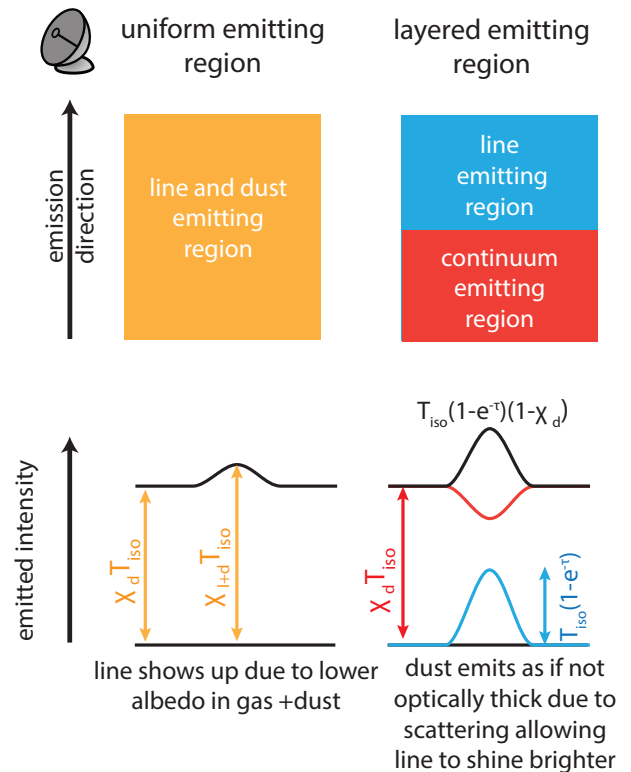 uniform emitting
region
layered emitting
region
emission
direction
line and dust
emitting
region
line
emitting
region
continuum
emitting
region
emitted intensity
χ_d T_iso
χ_l+d T_iso
line shows up due to lower
albedo in gas +dust
T_iso(1-e^-τ)(1-χ_d)
χ_d T_iso
T_iso(1-e^-τ)
dust emits as if not
optically thick due to
scattering allowing
line to shine brighter